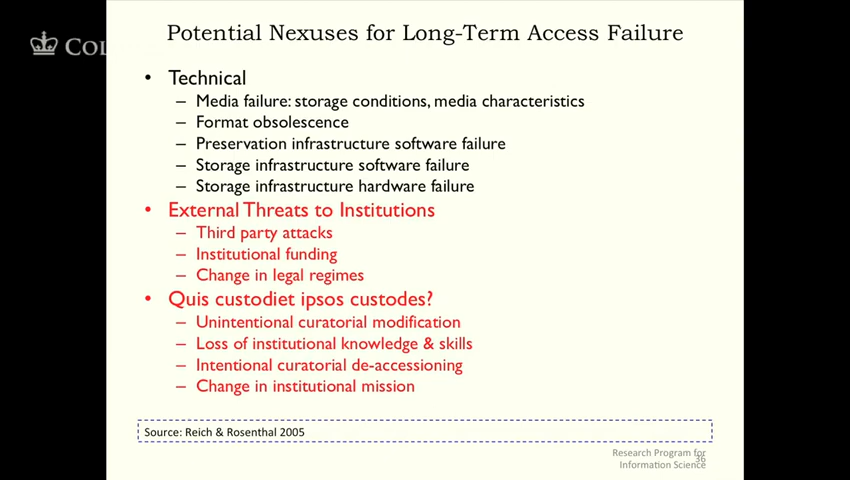 Potential Nexuses for Long-Term Access Failure
COL
• Technical
– Media failure: storage conditions, media characteristics
– Format obsolescence
– Preservation infrastructure software failure
– Storage infrastructure software failure
– Storage infrastructure hardware failure
• External Threats to Institutions
– Third party attacks
– Institutional funding
– Change in legal regimes
• Quis custodiet ipsos custodes?
– Unintentional curatorial modification
– Loss of institutional knowledge & skills
– Intentional curatorial de-accessioning
– Change in institutional mission
Source: Reich & Rosenthal 2005
Research Program for
36
Information Science